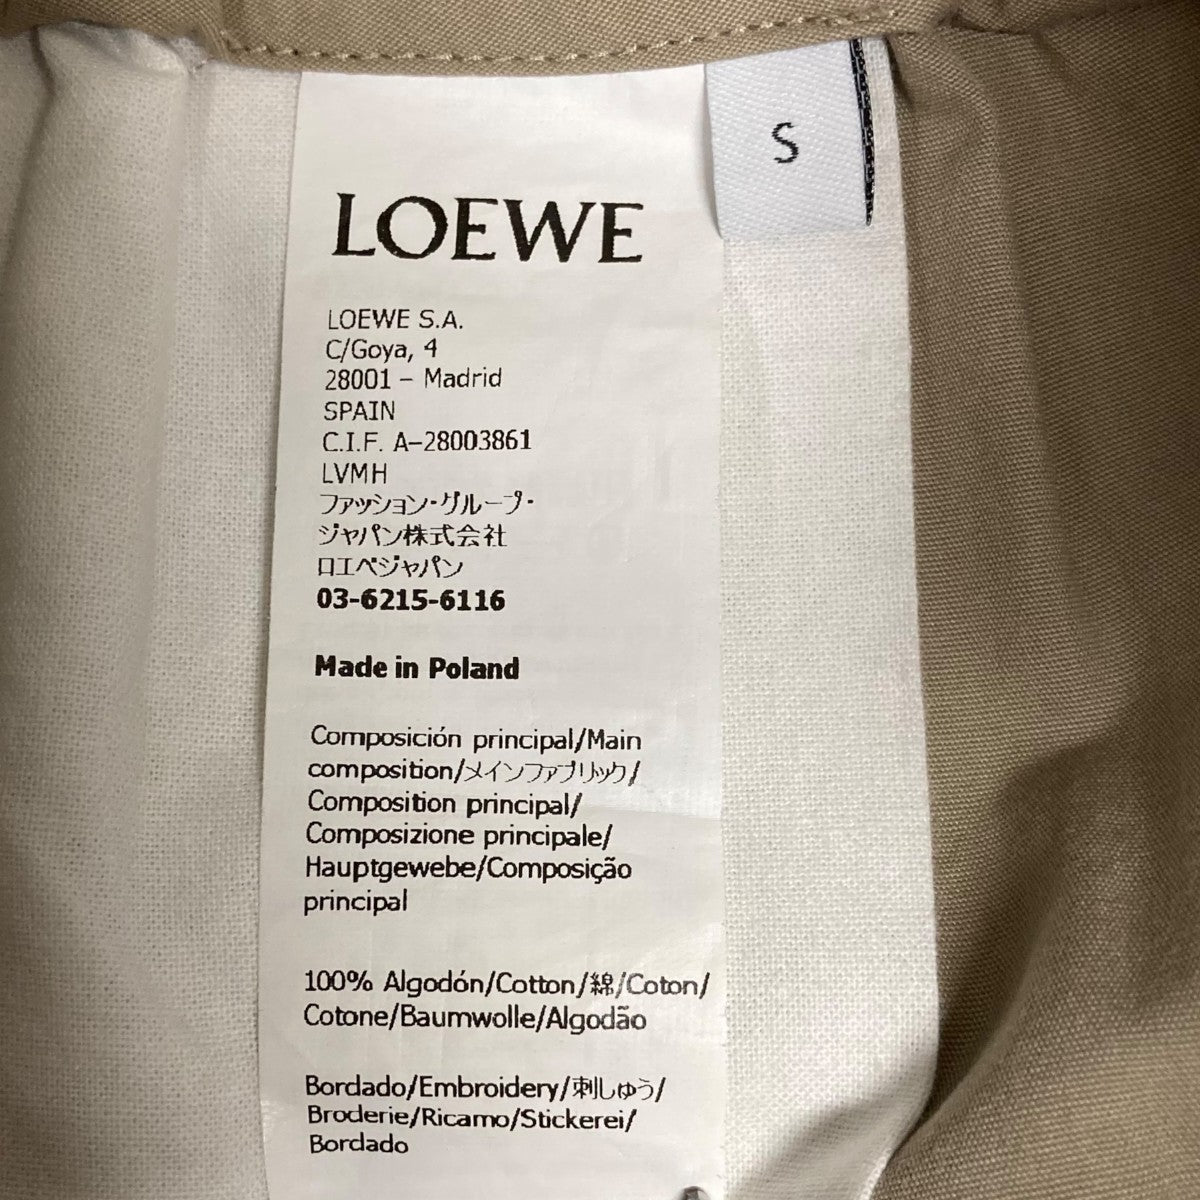 S
LOEWE
LOEWE S.A.
C/Goya, 4
28001 – Madrid
SPAIN
C.I.F. A–28003861
LVMH
ファッション・グループ・
ジャパン株式会社
ロエベジャパン
03-6215-6116
Made in Poland
Composición principal/Main
composition/メインファブリック/
Composition principal/
Composizione principale/
Hauptgewebe/Composição
principal
100% Algodón/Cotton/綿/Coton/
Cotone/Baumwolle/Algodão
Bordado/Embroidery/刺しゅう/
Broderie/Ricamo/Stickerei/
Bordado